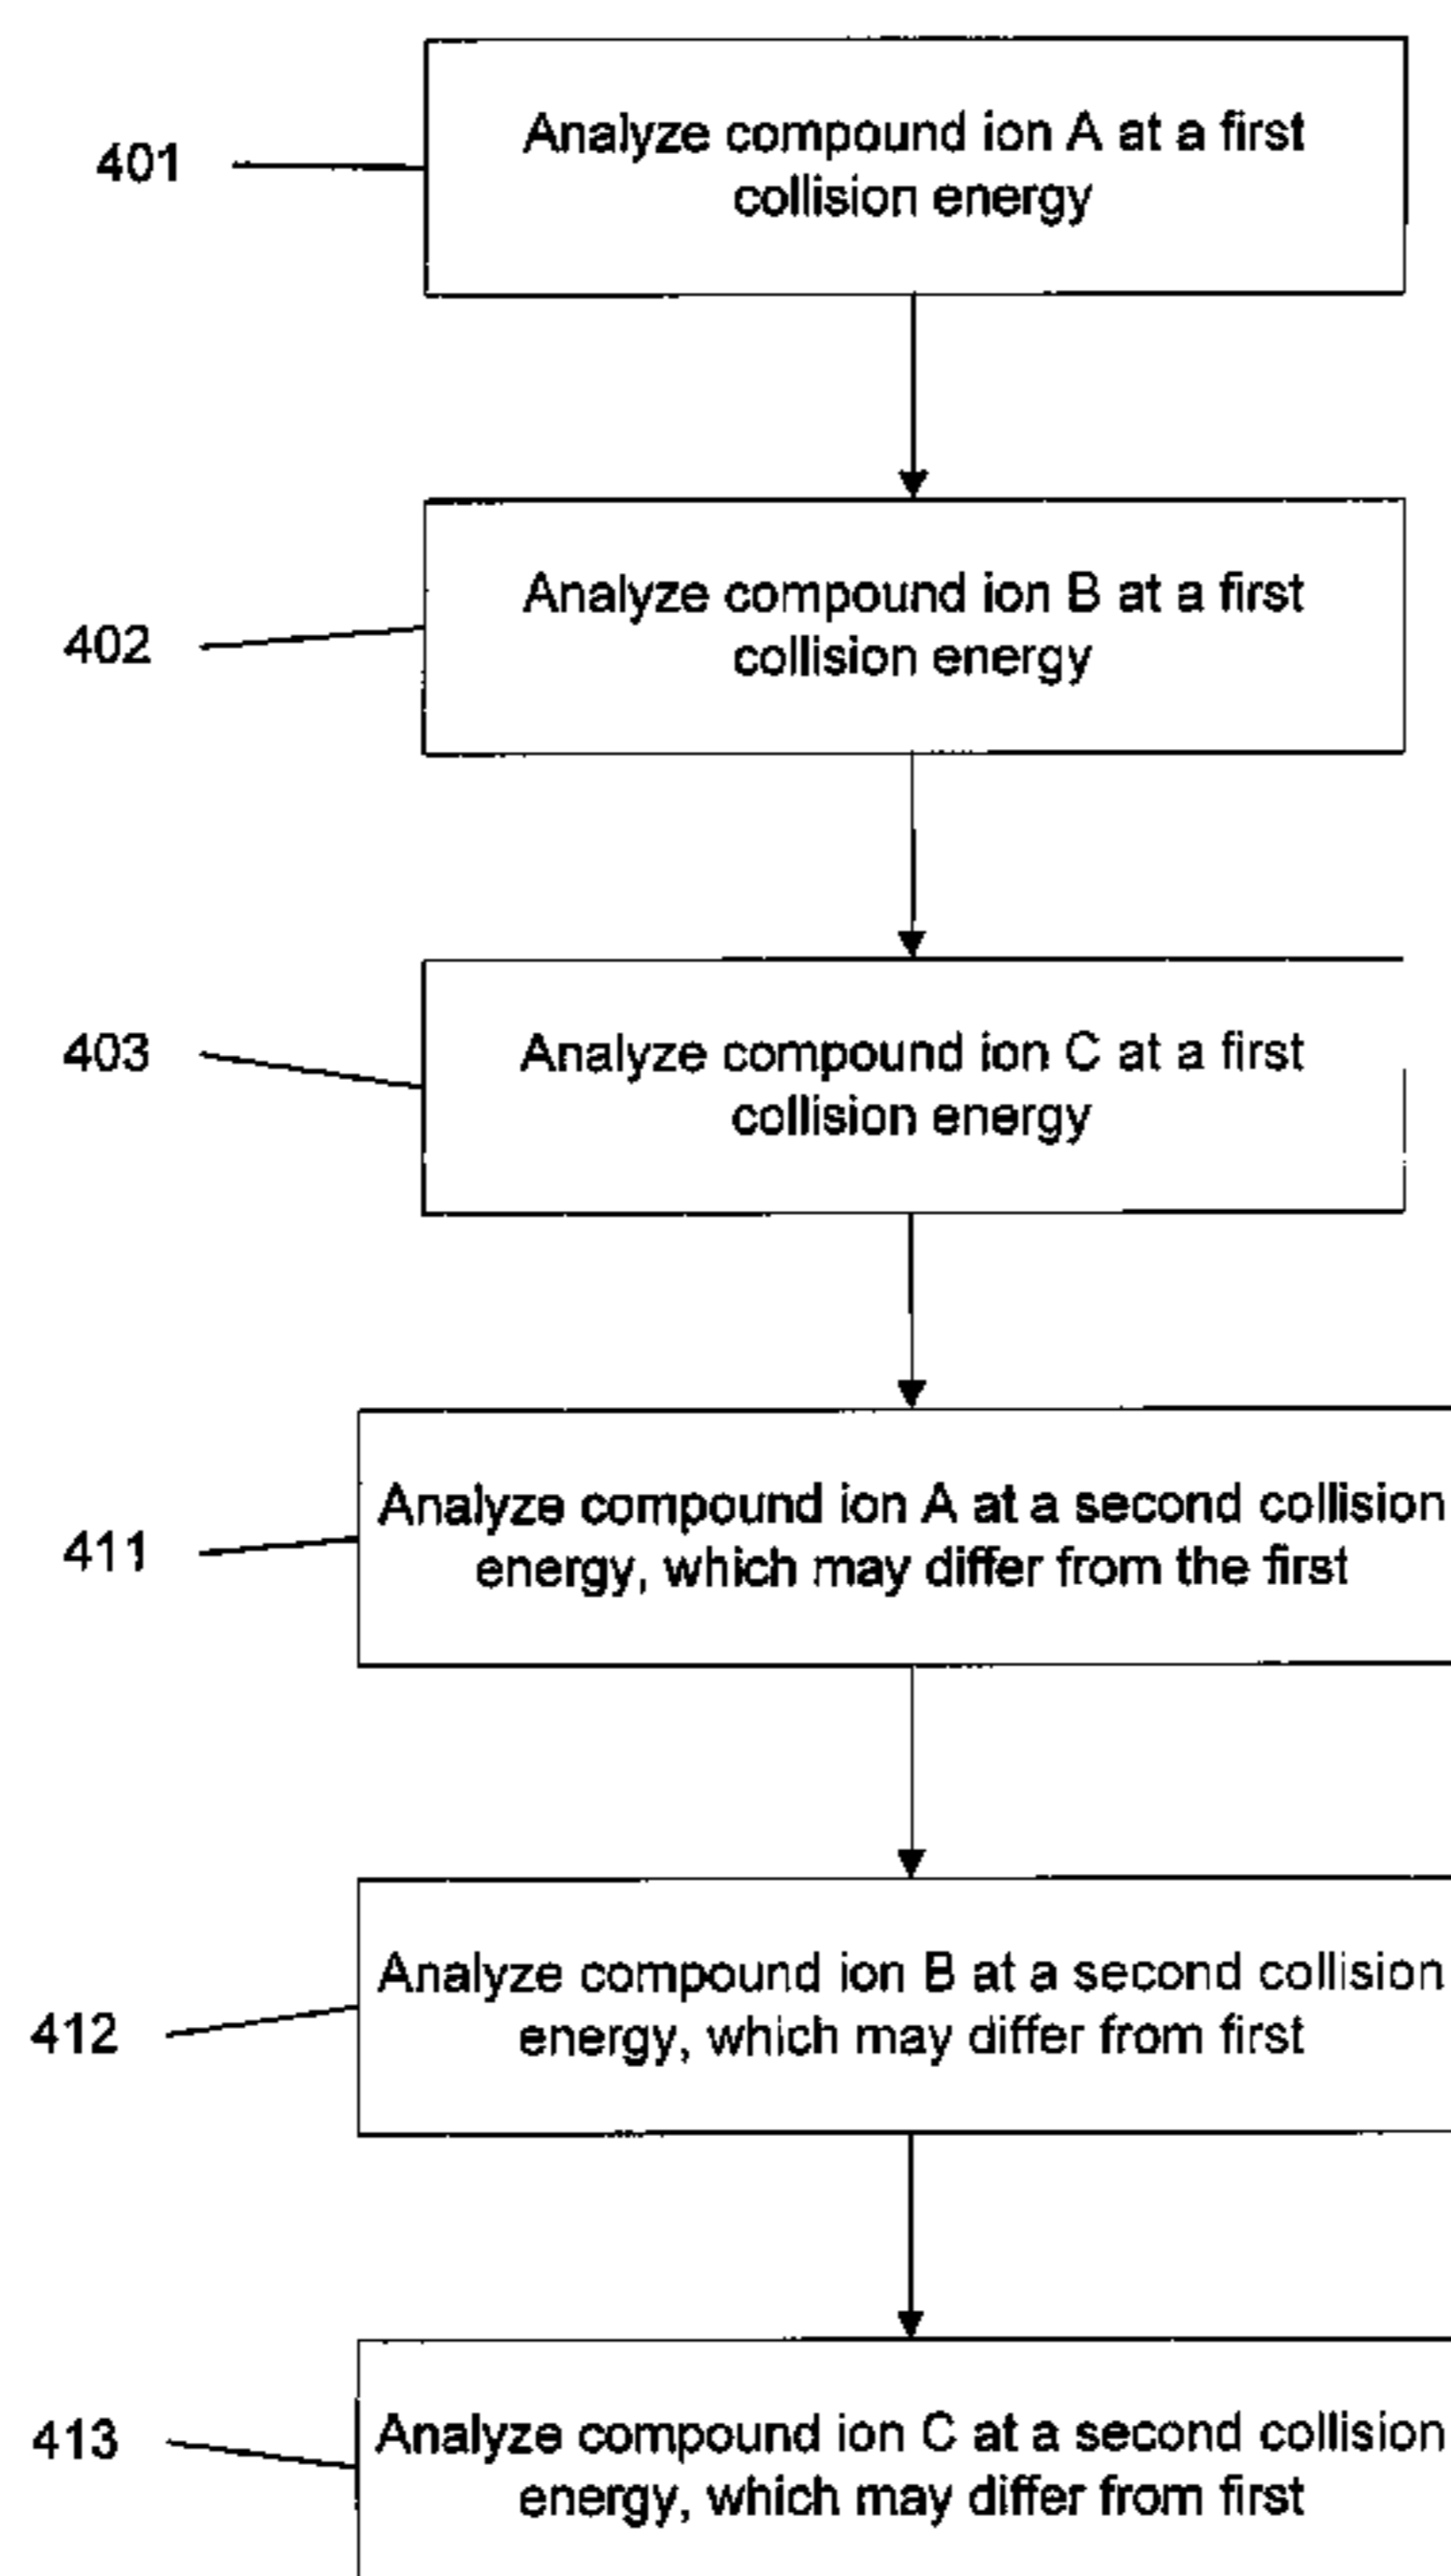 401
Analyze compound ion A at a first
collision energy
402
Analyze compound ion B at a first
collision energy
403
Analyze compound ion C at a first
collision energy
411
Analyze compound ion A at a second collision
energy, which may differ from the first
412
Analyze compound ion B at a second collision
energy, which may differ from first
413
Analyze compound ion C at a second collision
energy, which may differ from first